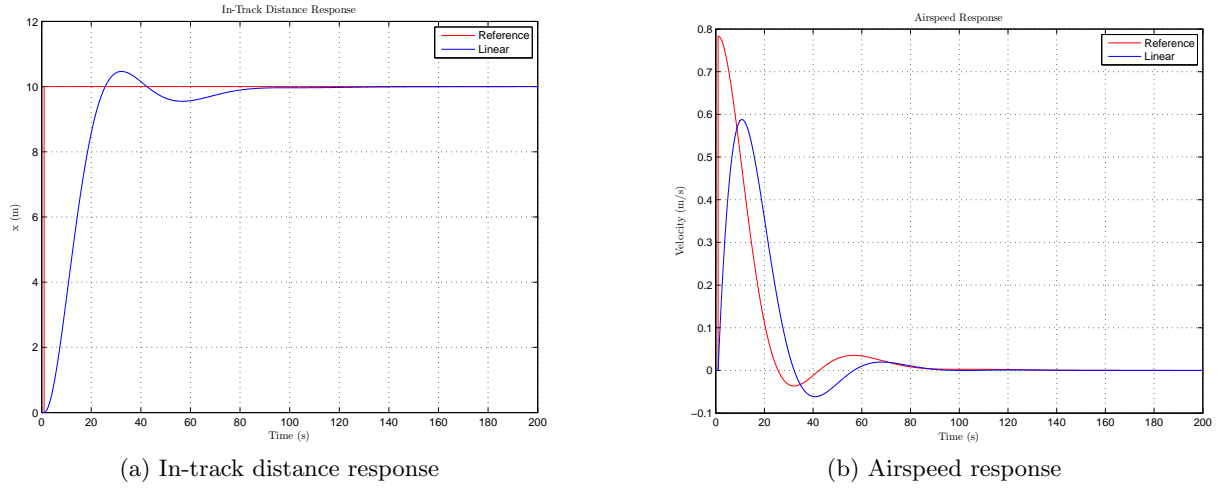 In-Track Distance Response
12
10
8
6
4
2
0
x (m)
Reference
Linear
0 20 40 60 80 100 120 140 160 180 200
Time (s)
(a) In-track distance response
Airspeed Response
0.8
0.7
0.6
0.5
0.4
0.3
0.2
0.1
0
−0.1
Velocity (m/s)
Reference
Linear
0 20 40 60 80 100 120 140 160 180 200
Time (s)
(b) Airspeed response